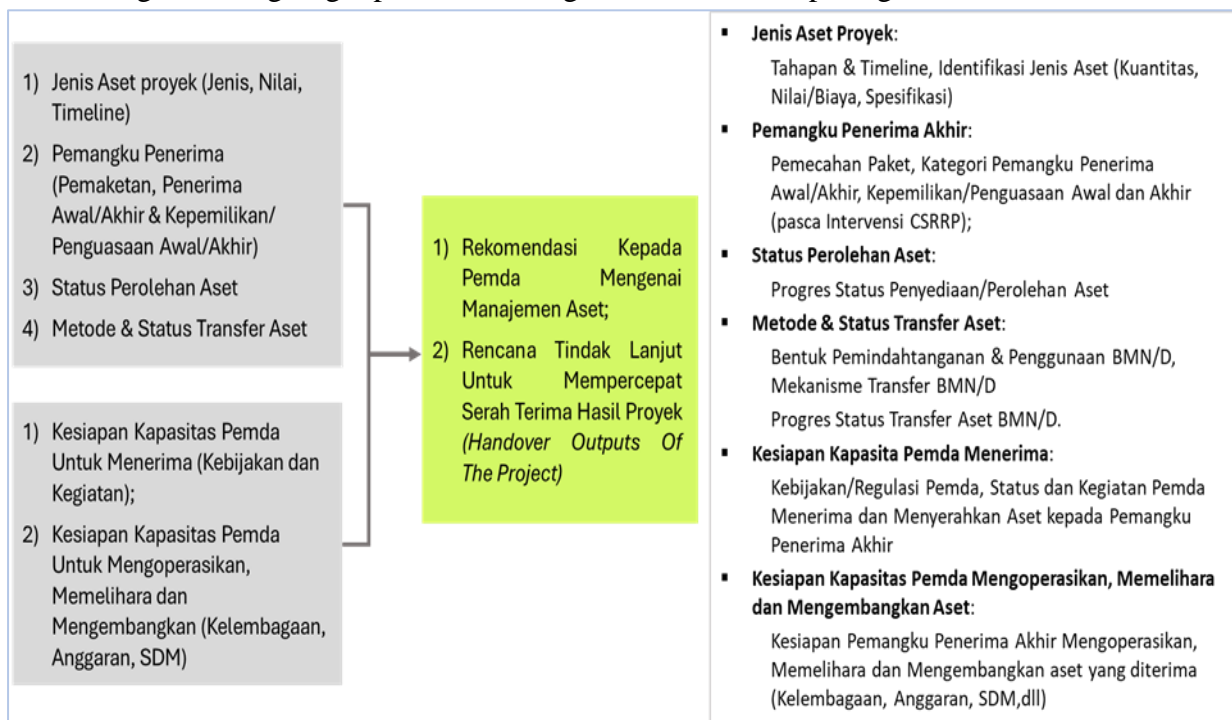 1) Jenis Aset proyek (Jenis, Nilai,
Timeline)
2) Pemangku Penerima
(Pemaketan, Penerima
Awal/Akhir & Kepemilikan/
Penguasaan Awal/Akhir)
3) Status Perolehan Aset
4) Metode & Status Transfer Aset
1) Kesiapan Kapasitas Pemda
Untuk Menerima (Kebijakan dan
Kegiatan);
2) Kesiapan Kapasitas Pemda
Untuk Mengoperasikan,
Memelihara dan
Mengembangkan (Kelembagaan,
Anggaran, SDM)
1) Rekomendasi Kepada
Pemda Mengenai
Manajemen Aset;
2) Rencana Tindak Lanjut
Untuk Mempercepat
Serah Terima Hasil Proyek
(Handover Outputs Of
The Project)
▪ Jenis Aset Proyek:
Tahapan & Timeline, Identifikasi Jenis Aset (Kuantitas,
Nilai/Biaya, Spesifikasi)
▪ Pemangku Penerima Akhir:
Pemecahan Paket, Kategori Pemangku Penerima
Awal/Akhir, Kepemilikan/Penguasaan Awal dan Akhir
(pasca Intervensi CSRRP);
▪ Status Perolehan Aset:
Progres Status Penyediaan/Perolehan Aset
▪ Metode & Status Transfer Aset:
Bentuk Pemindahtanganan & Penggunaan BMN/D,
Mekanisme Transfer BMN/D
Progres Status Transfer Aset BMN/D.
▪ Kesiapan Kapasita Pemda Menerima:
Kebijakan/Regulasi Pemda, Status dan Kegiatan Pemda
Menerima dan Menyerahkan Aset kepada Pemangku
Penerima Akhir
▪ Kesiapan Kapasitas Pemda Mengoperasikan, Memelihara
dan Mengembangkan Aset:
Kesiapan Pemangku Penerima Akhir Mengoperasikan,
Memelihara dan Mengembangkan aset yang diterima
(Kelembagaan, Anggaran, SDM,dll)